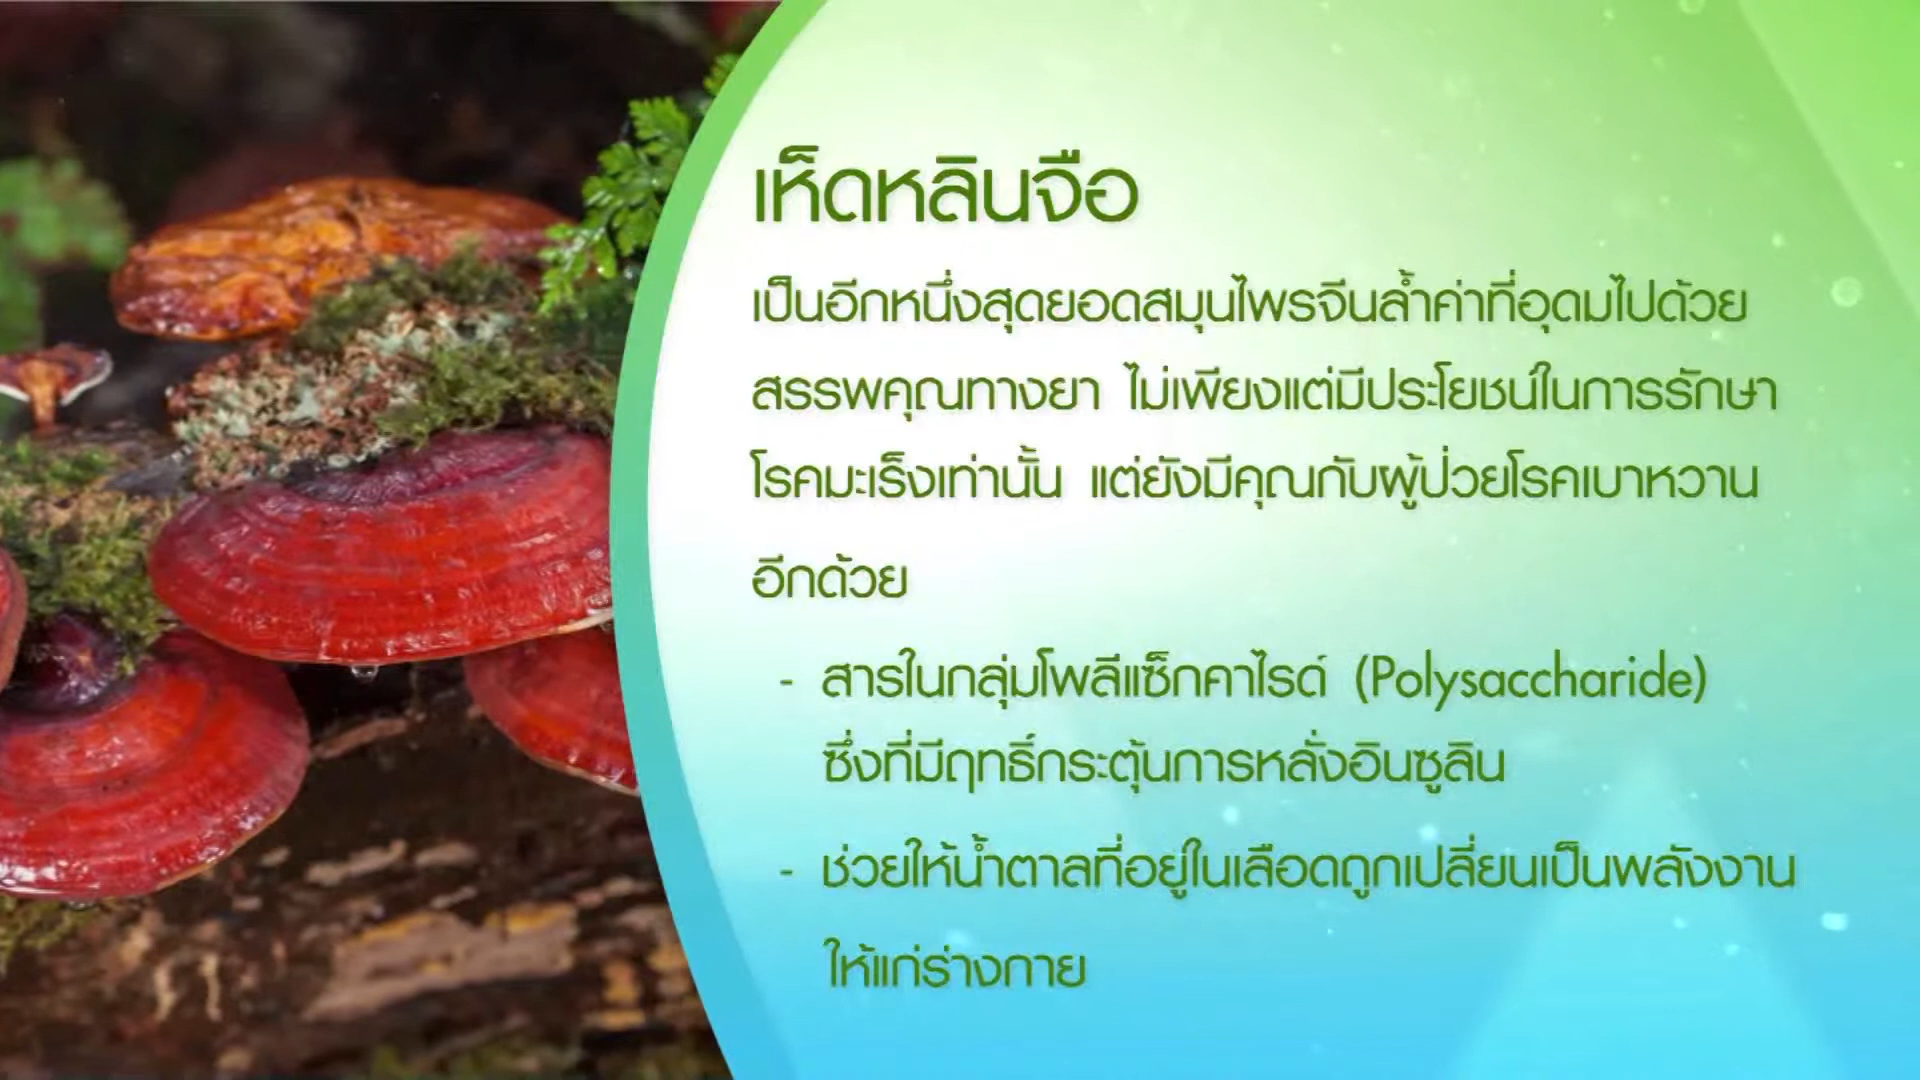 เห็ดหลินจือ
เป็นอีกหนึ่งสุดยอดสมุนไพรจีนล้ำค่าที่อุดมไปด้วย
สรรพคุณทางยา ไม่เพียงแต่มีประโยชน์ในการรักษา
โรคมะเร็งเท่านั้น แต่ยังมีคุณกับผู้ป่วยโรคเบาหวาน
อีกด้วย
- สารในกลุ่มโพลีแซ็กคาไรด์ (Polysaccharide)
ซึ่งที่มีฤทธิ์กระตุ้นการหลั่งอินซูลิน
- ช่วยให้น้ำตาลที่อยู่ในเลือดถูกเปลี่ยนเป็นพลังงาน
ให้แก่ร่างกาย